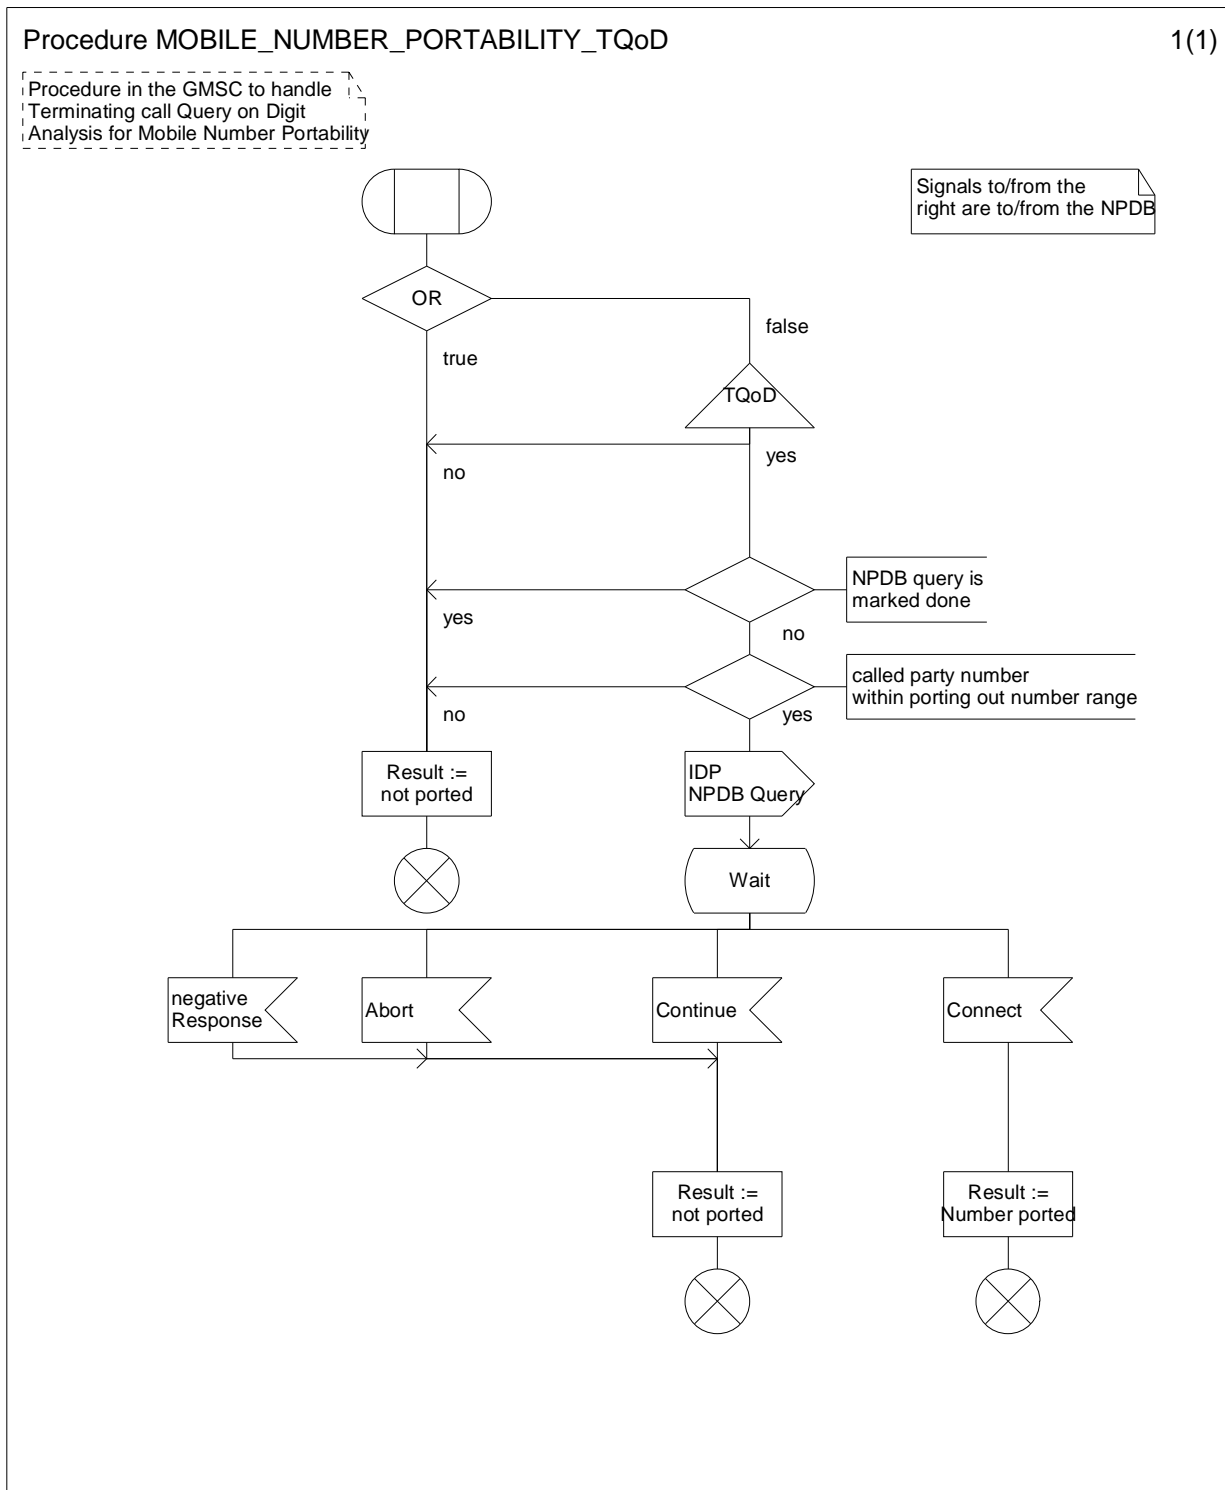 Procedure MOBILE_NUMBER_PORTABILITY_TQoD
1(1)
Procedure in the GMSC to handle
Terminating call Query on Digit
Analysis for Mobile Number Portability
Signals to/from the
right are to/from the NPDB
OR
false
true
TQoD
yes
no
NPDB query is
marked done
yes
no
called party number
within porting out number range
no
yes
Result :=
not ported
IDP
NPDB Query
Wait
negative
Response
Abort
Continue
Connect
Result :=
not ported
Result :=
Number ported